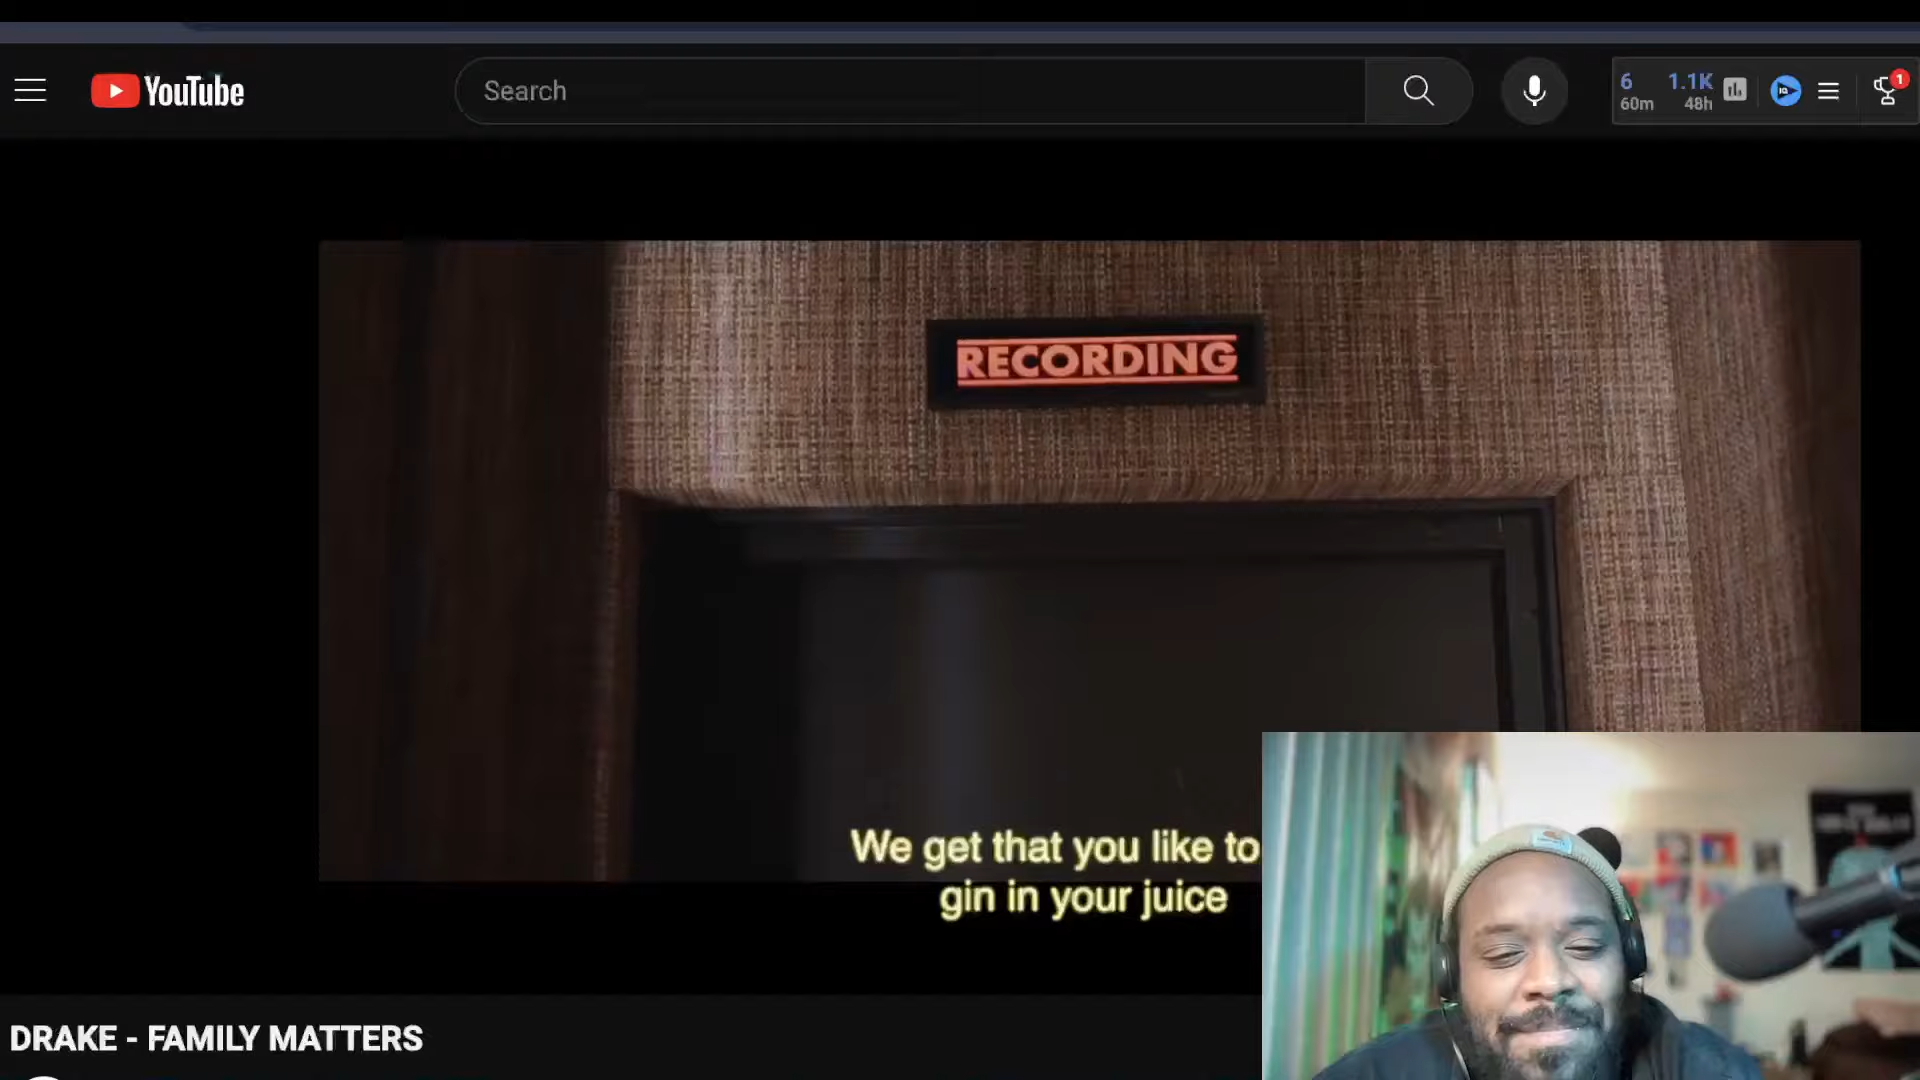 YouTube
Search
6 1.1K
60m 48h
1
RECORDING
We get that you like to
gin in your juice
DRAKE - FAMILY MATTERS